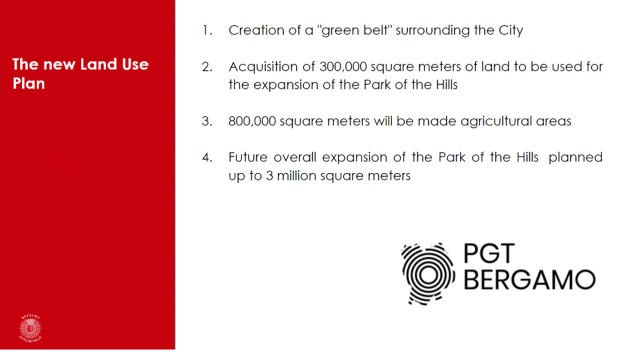 The new Land Use
Plan
1. Creation of a "green belt" surrounding the City
2. Acquisition of 300,000 square meters of land to be used for
the expansion of the Park of the Hills
3. 800,000 square meters will be made agricultural areas
4. Future overall expansion of the Park of the Hills planned
up to 3 million square meters
PGT
BERGAMO
BERGAMO